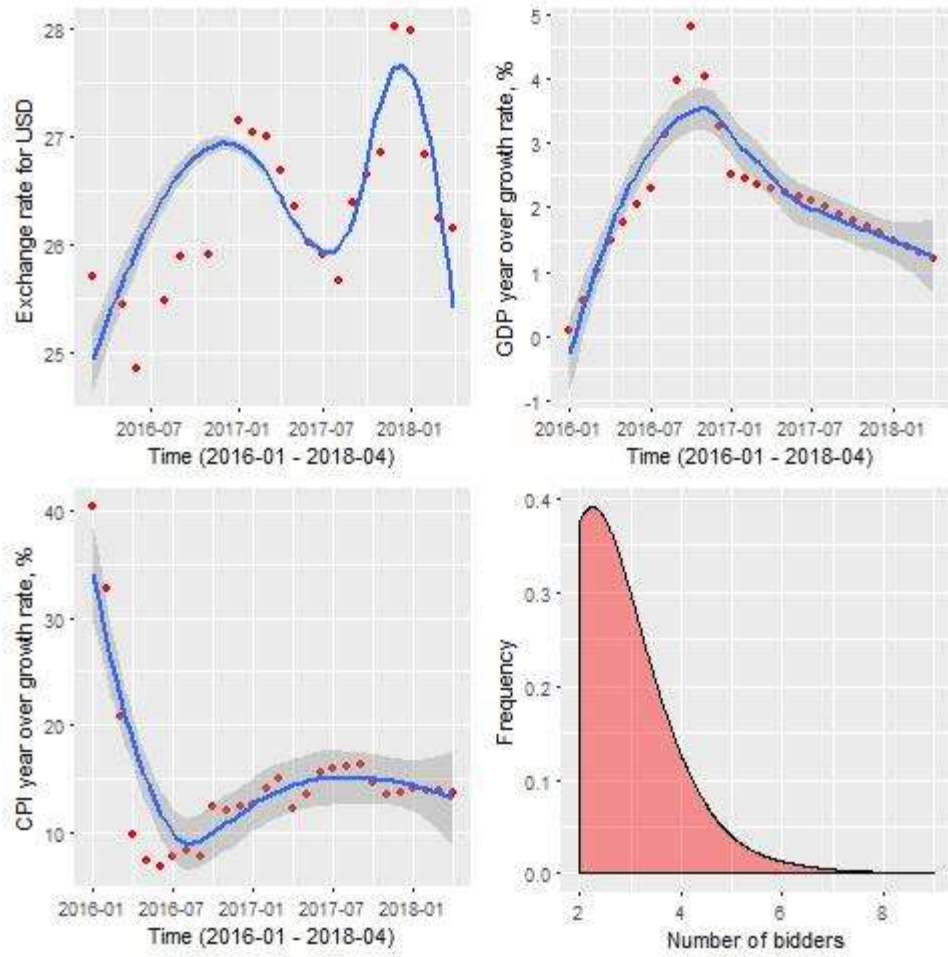 28
27
26
25
Exchange rate for USD
2016-07 2017-01 2017-07 2018-01
Time (2016-01 - 2018-04)
5
4
3
2
1
0
-1
GDP year over growth rate, %
2016-01 2016-07 2017-01 2017-07 2018-01
Time (2016-01 - 2018-04)
40
30
20
10
CPI year over growth rate, %
2016-01 2016-07 2017-01 2017-07 2018-01
Time (2016-01 - 2018-04)
0.4
0.3
0.2
0.1
0.0
Frequency
2 4 6 8
Number of bidders